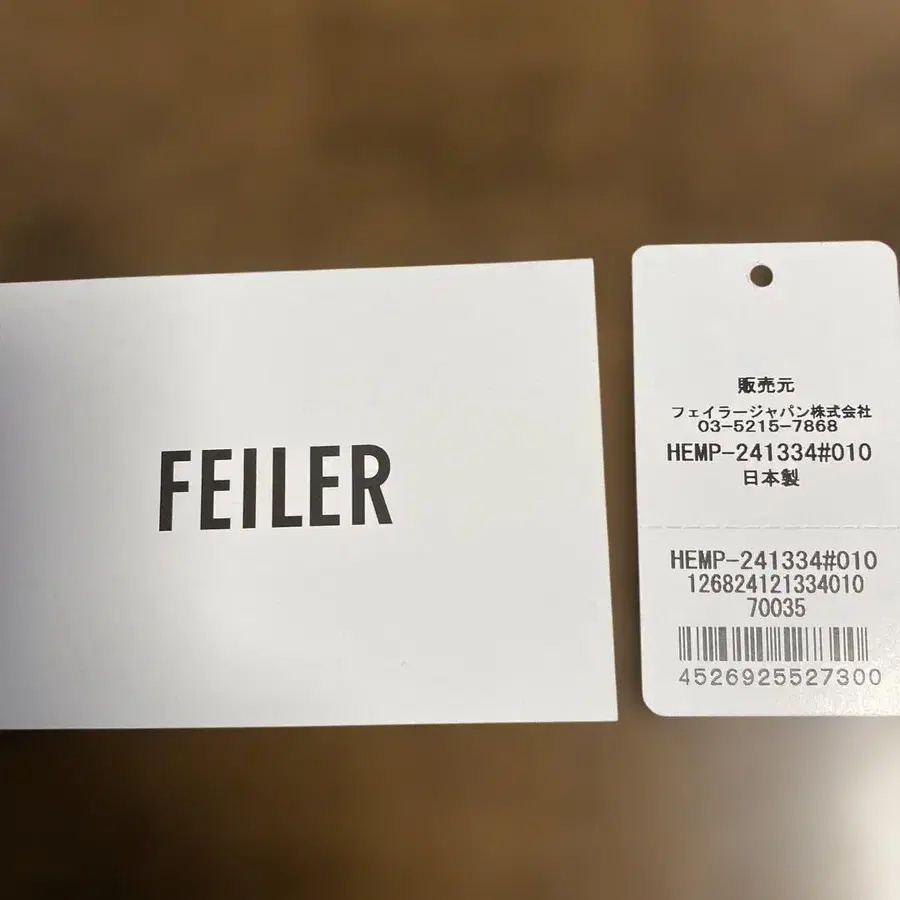 FEILER
販売元
フェイラージャパン株式会社
03-5215-7868
HEMP-241334#010
日本製
HEMP-241334#010
126824121334010
70035
4526925527300